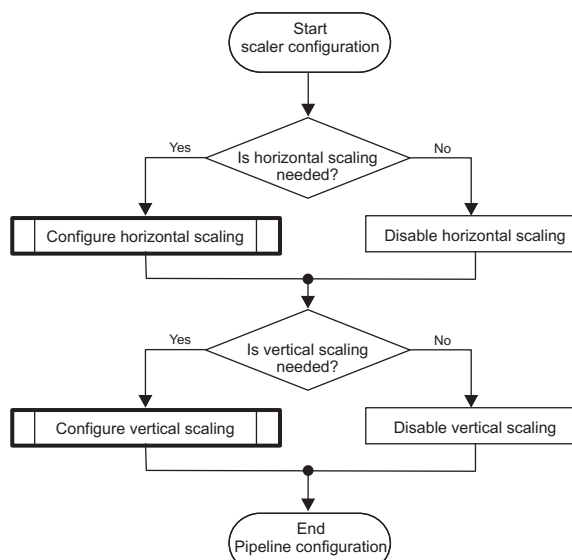 Start
scaler configuration
Yes
No
Is horizontal scaling
needed?
Configure horizontal scaling
Disable horizontal scaling
Yes
No
Is vertical scaling
needed?
Configure vertical scaling
Disable vertical scaling
End
Pipeline configuration